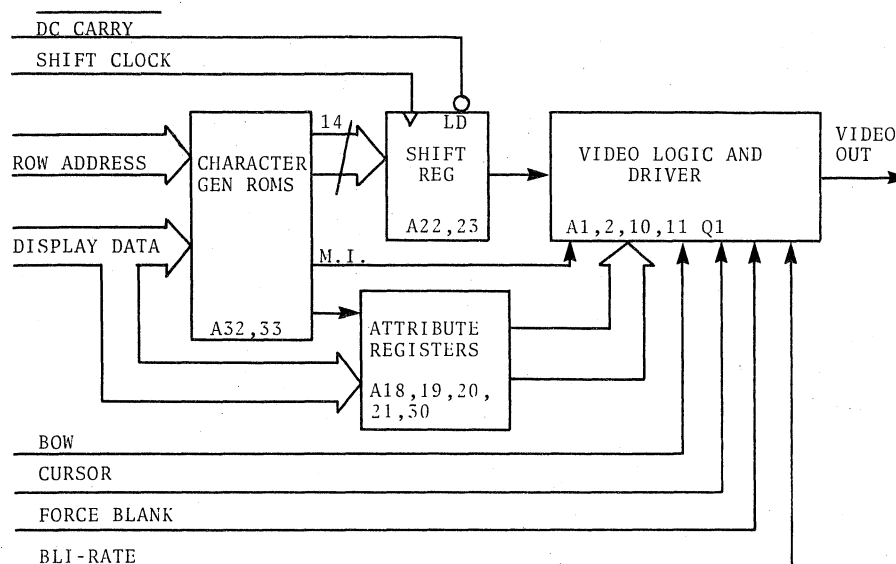 DC CARRY
SHIFT CLOCK
ROW ADDRESS
DISPLAY DATA
CHARACTER
GEN ROMS
A32,33
14
M.I.
LD
SHIFT
REG
A22,23
ATTRIBUTE
REGISTERS
A18,19,20,
21,30
VIDEO LOGIC AND
DRIVER
A1,2,10,11 Q1
VIDEO
OUT
BOW
CURSOR
FORCE BLANK
BLI-RATE